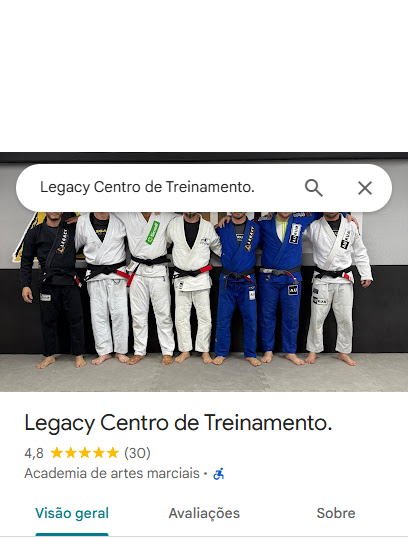 Legacy Centro de Treinamento.
LEGACY
Legacy Centro de Treinamento.
4,8 (30)
Academia de artes marciais ·
Visão geral Avaliações Sobre